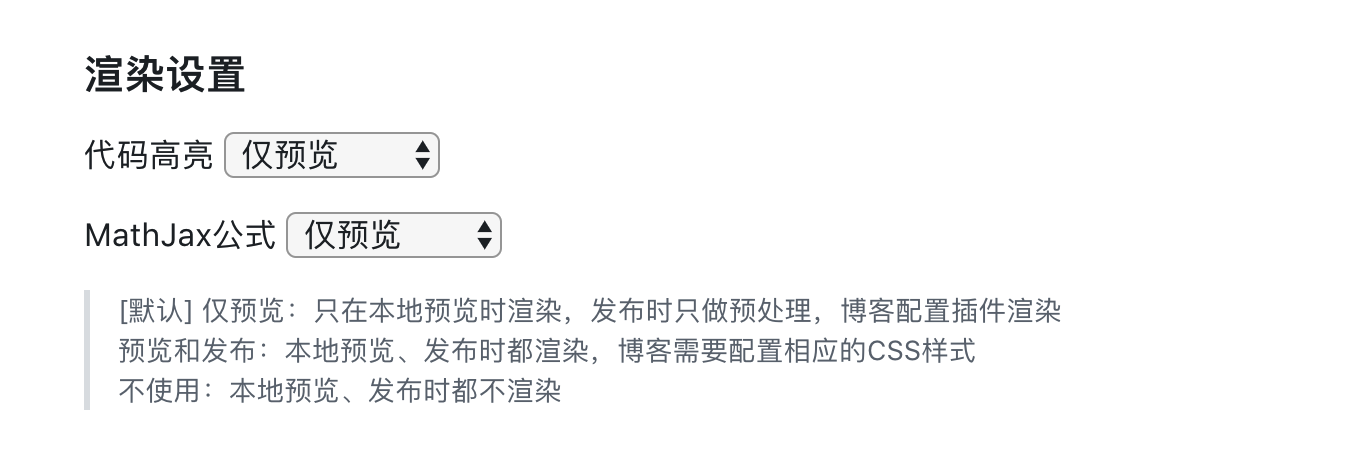 渲染设置
代码高亮 仅预览
MathJax公式 仅预览
[默认] 仅预览：只在本地预览时渲染，发布时只做预处理，博客配置插件渲染
预览和发布：本地预览、发布时都渲染，博客需要配置相应的CSS样式
不使用：本地预览、发布时都不渲染